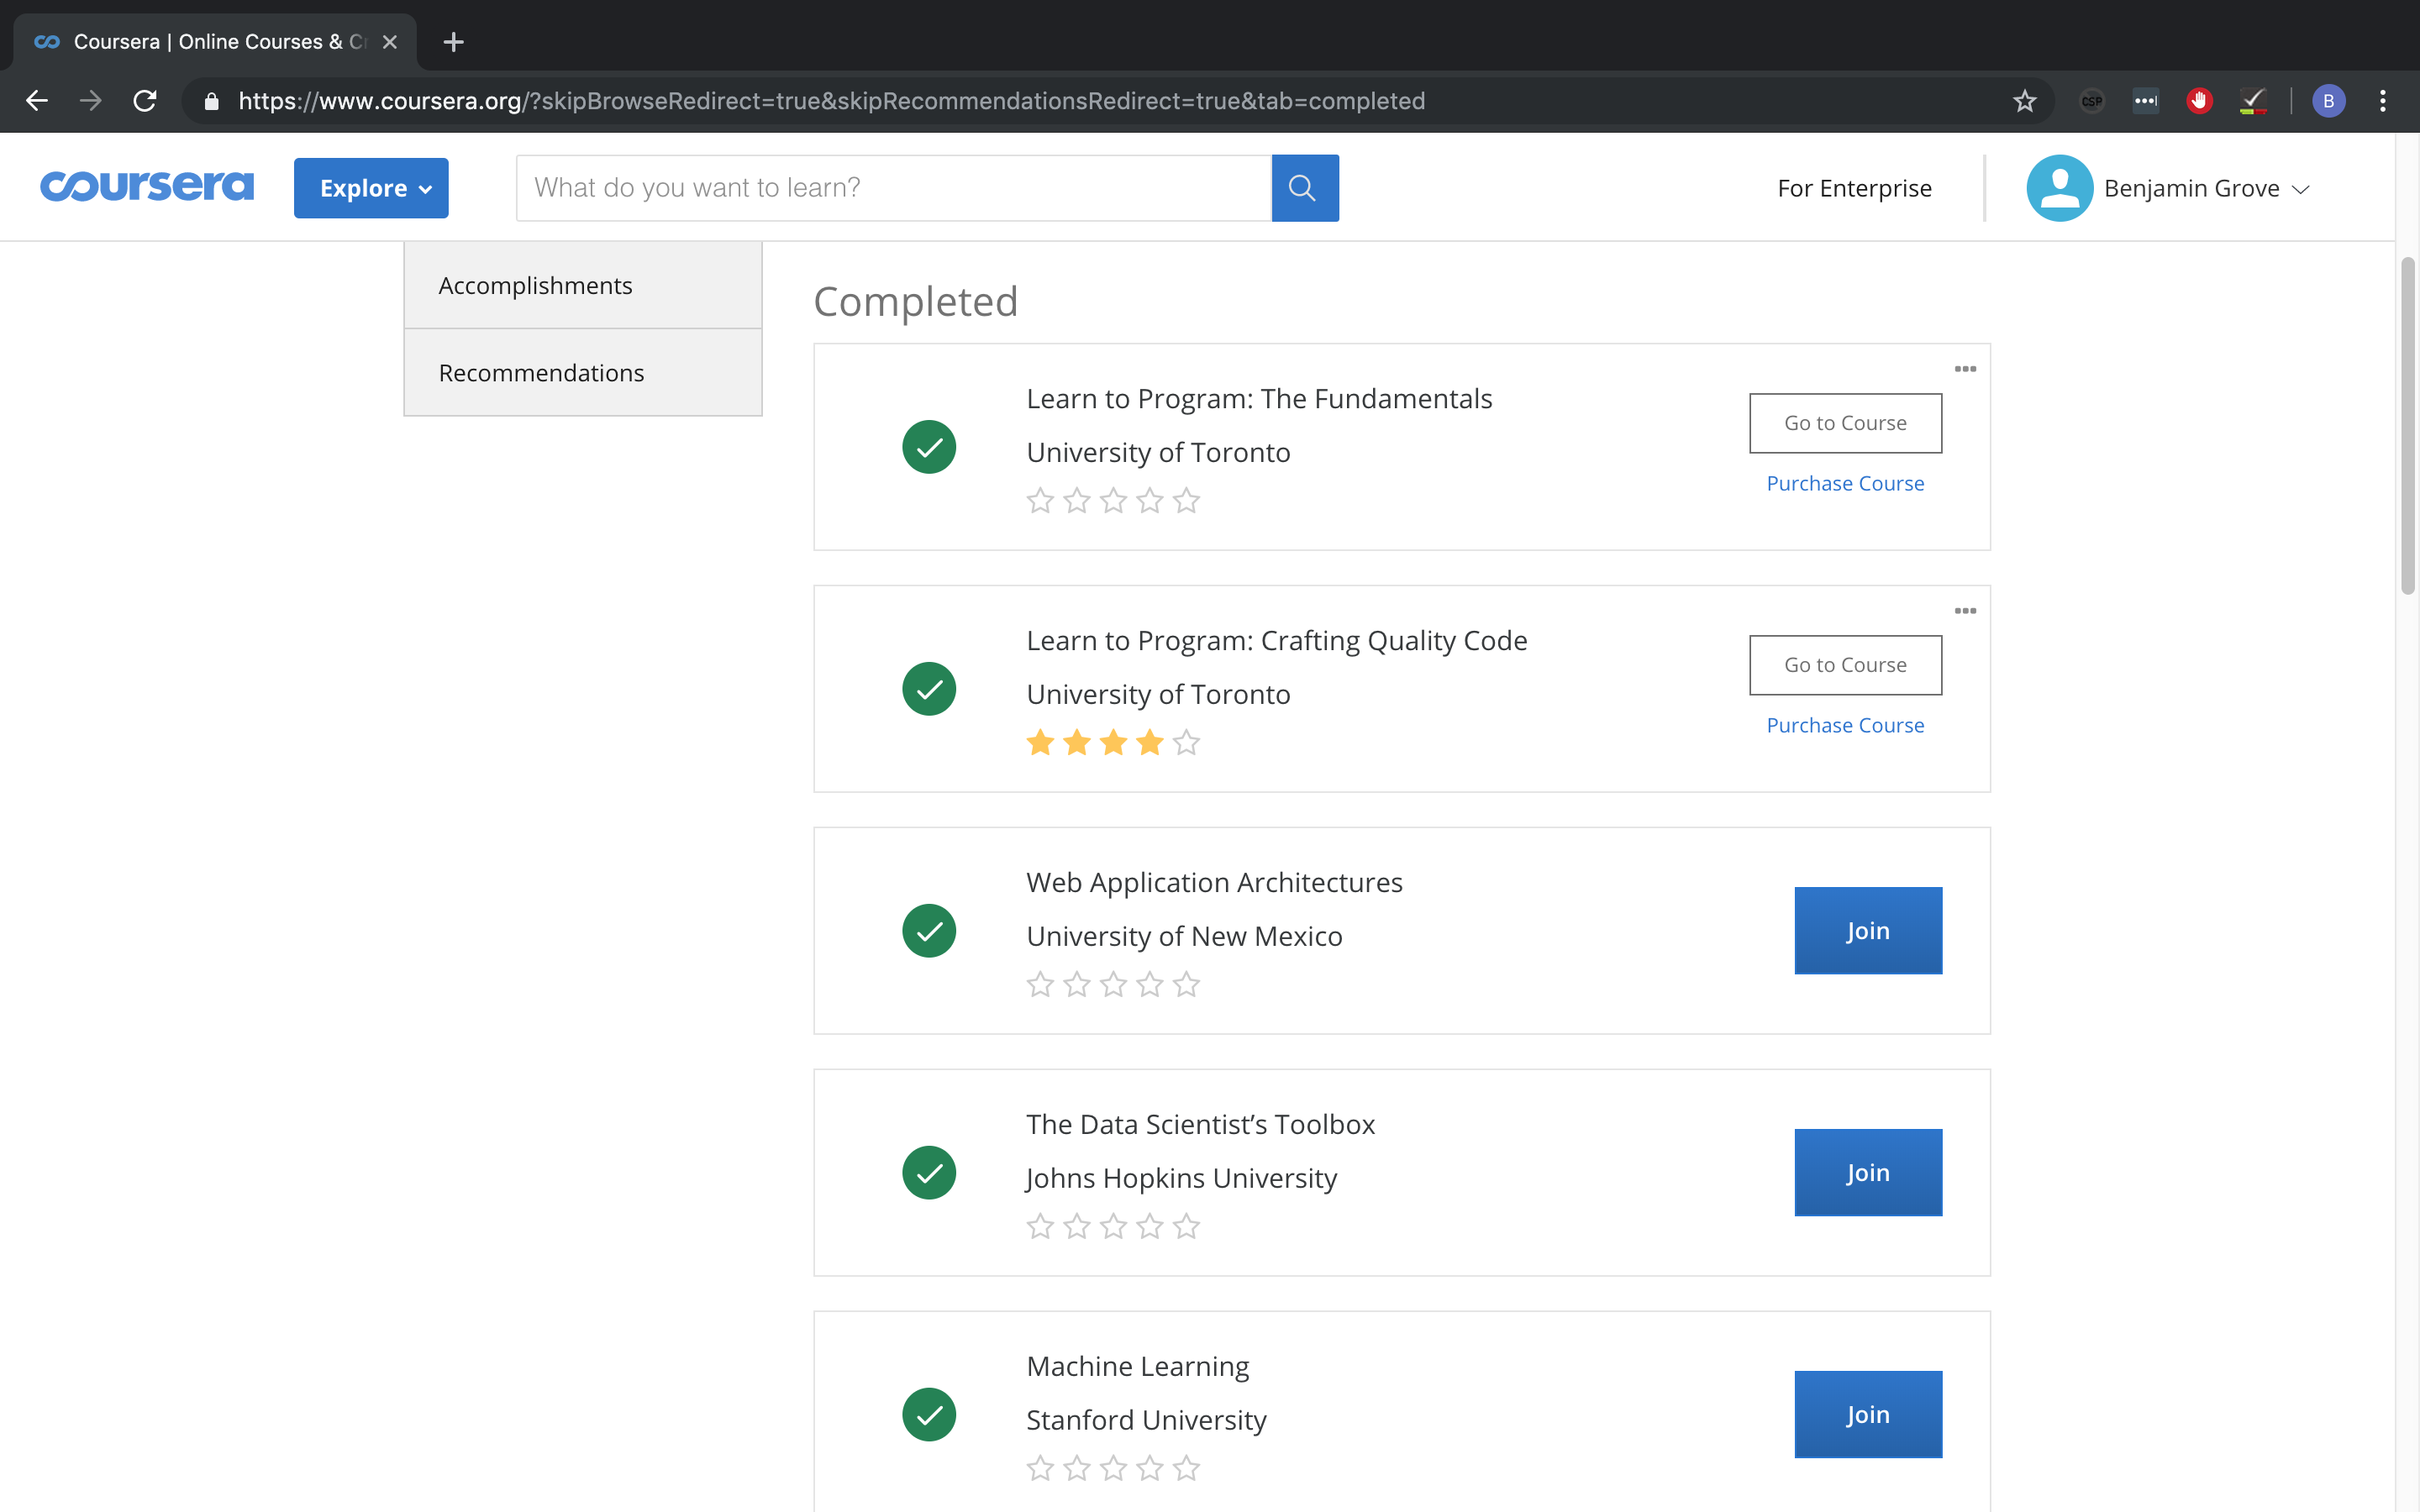 Coursera | Online Courses & C
https://www.coursera.org/?skipBrowseRedirect=true&skipRecommendationsRedirect=true&tab=completed
CSP
B
coursera
Explore
What do you want to learn?
For Enterprise
Benjamin Grove
Accomplishments
Recommendations
Completed
Learn to Program: The Fundamentals
University of Toronto
Go to Course
Purchase Course
Learn to Program: Crafting Quality Code
University of Toronto
Go to Course
Purchase Course
Web Application Architectures
University of New Mexico
Join
The Data Scientist’s Toolbox
Johns Hopkins University
Join
Machine Learning
Stanford University
Join